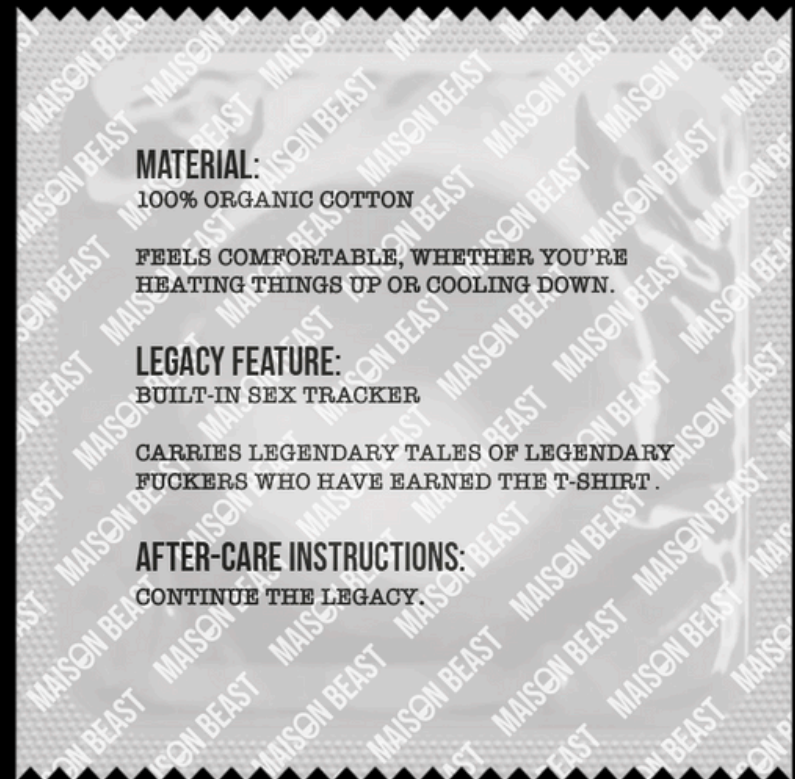 MATERIAL:
100% ORGANIC COTTON
FEELS COMFORTABLE, WHETHER YOU'RE
HEATING THINGS UP OR COOLING DOWN.
LEGACY FEATURE:
BUILT-IN SEX TRACKER
CARRIES LEGENDARY TALES OF LEGENDARY
FUCKERS WHO HAVE EARNED THE T-SHIRT.
AFTER-CARE INSTRUCTIONS:
CONTINUE THE LEGACY.
MAISON BEAST